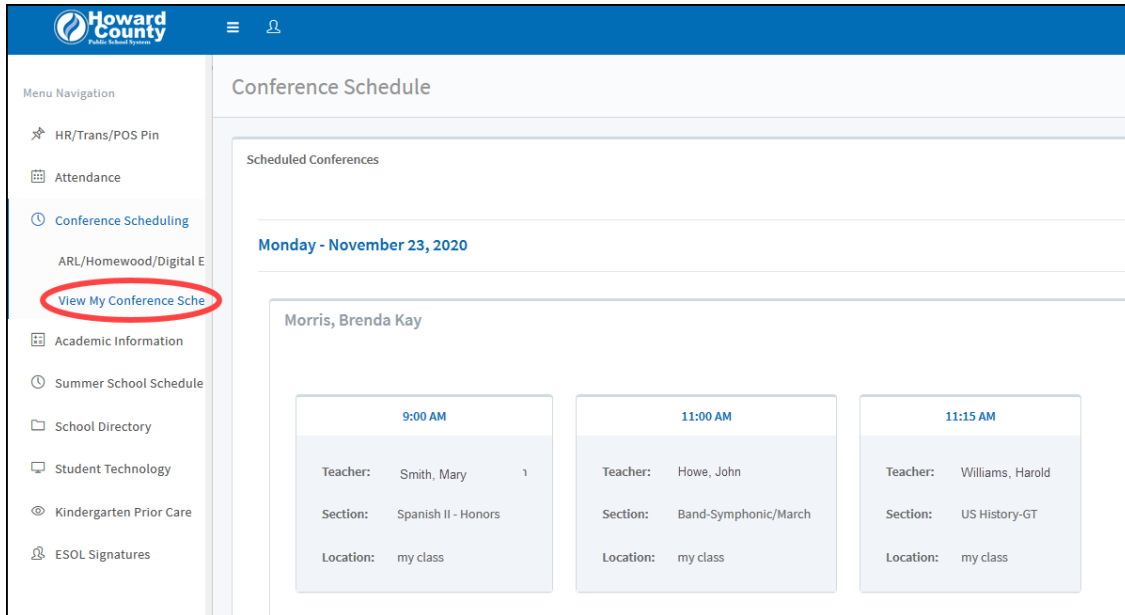 Howard
County
Public School System
Menu Navigation
HR/Trans/POS Pin
Attendance
Conference Scheduling
ARL/Homewood/Digital E
View My Conference Sche
Academic Information
Summer School Schedule
School Directory
Student Technology
Kindergarten Prior Care
ESOL Signatures
Conference Schedule
Scheduled Conferences
Monday - November 23, 2020
Morris, Brenda Kay
9:00 AM
Teacher: Smith, Mary
Section: Spanish II - Honors
Location: my class
11:00 AM
Teacher: Howe, John
Section: Band-Symphonic/March
Location: my class
11:15 AM
Teacher: Williams, Harold
Section: US History-GT
Location: my class